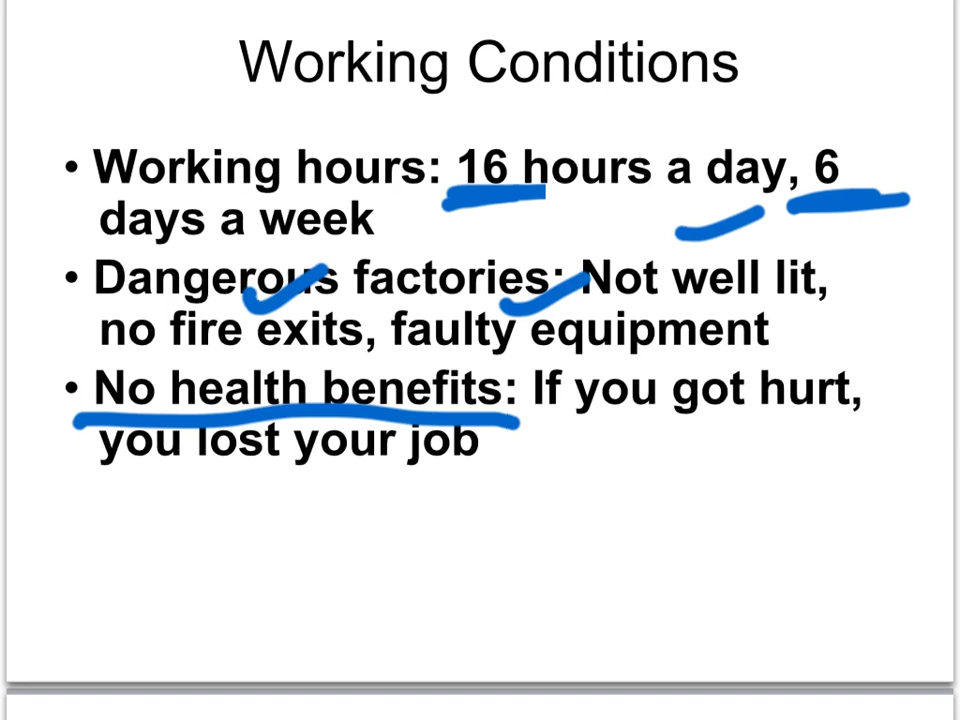 Working Conditions
• Working hours: 16 hours a day, 6
days a week
• Dangerous factories: Not well lit,
no fire exits, faulty equipment
• No health benefits: If you got hurt,
you lost your job